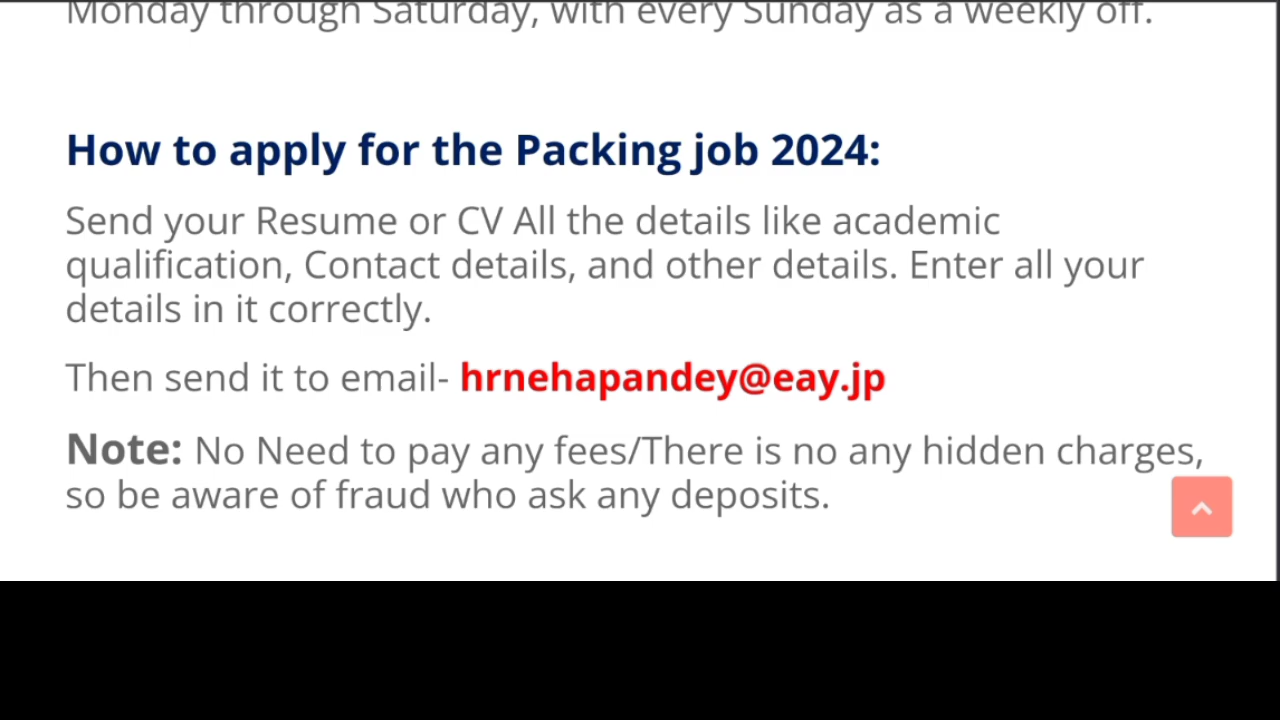 Monday through Saturday, with every Sunday as a weekly off.
How to apply for the Packing job 2024:
Send your Resume or CV All the details like academic
qualification, Contact details, and other details. Enter all your
details in it correctly.
Then send it to email- hrnehapandey@eay.jp
Note: No Need to pay any fees/There is no any hidden charges,
so be aware of fraud who ask any deposits.